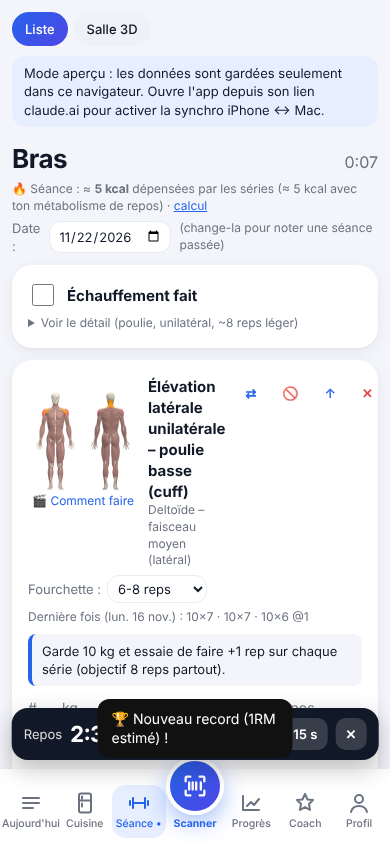 Liste
Salle 3D
Mode aperçu : les données sont gardées seulement
dans ce navigateur. Ouvre l'app depuis son lien
claude.ai pour activer la synchro iPhone ↔ Mac.
Bras
0:07
🔥 Séance : ≈ 5 kcal dépensées par les séries (≈ 5 kcal avec
ton métabolisme de repos) · calcul
Date :
11/22/2026
(change-la pour noter une séance
passée)
Échauffement fait
▶ Voir le détail (poulie, unilatéral, ~8 reps léger)
Élévation
latérale
unilatérale
– poulie
basse
(cuff)
⇄ 🚫 ↑ ✕
🎬 Comment faire
Deltoïde –
faisceau
moyen
(latéral)
Fourchette :
6-8 reps
Dernière fois (lun. 16 nov.) : 10×7 · 10×7 · 10×6 @1
Garde 10 kg et essaie de faire +1 rep sur chaque
série (objectif 8 reps partout).
Repos
15 s
✕
🏆 Nouveau record (1RM
estimé) !
Aujourd'hui
Cuisine
Séance •
Scanner
Progrès
Coach
Profil